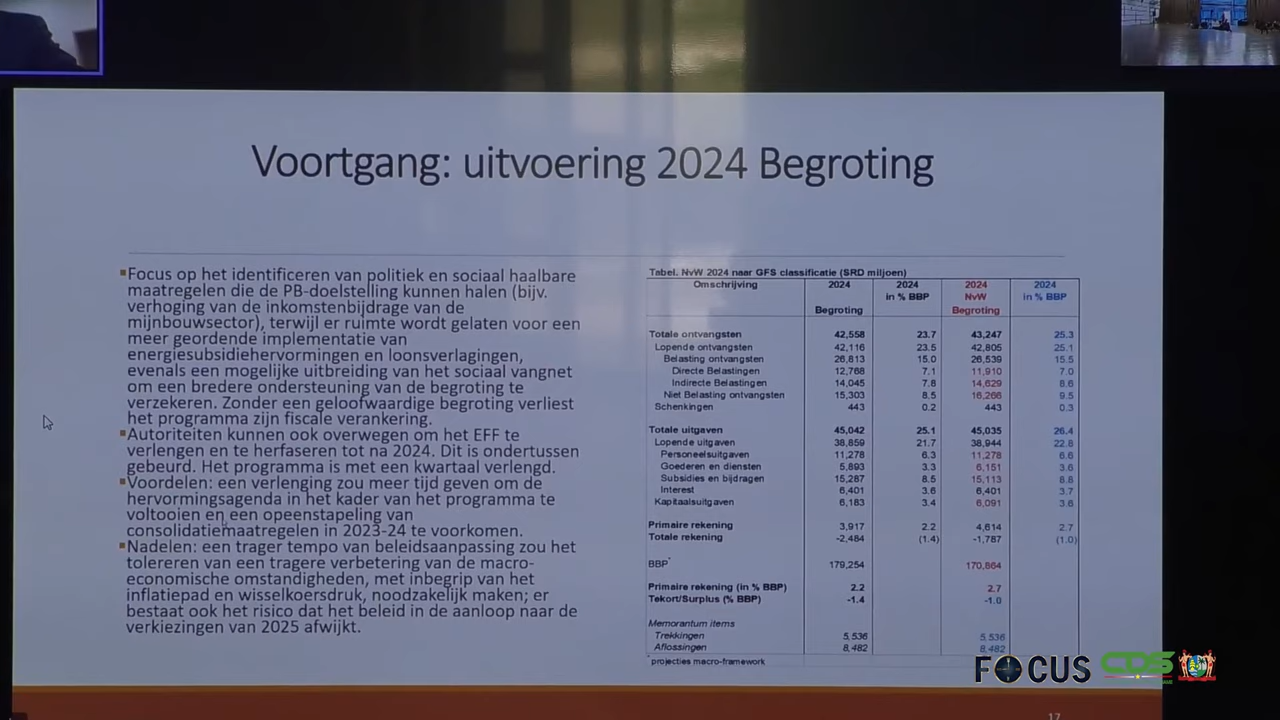 Voortgang: uitvoering 2024 Begroting
Focus op het identificeren van politiek en sociaal haalbare
maatregelen die de PB-doelstelling kunnen halen (bijv.
verhoging van de inkomstenbijdrage van de
mijnbouwsector), terwijl er ruimte wordt gelaten voor een
meer geordende implementatie van
energiesubsidiehervormingen en loonsverlagingen,
evenals een mogelijke uitbreiding van het sociaal vangnet
om een bredere ondersteuning van de begroting te
verzekeren. Zonder een geloofwaardige begroting verliest
het programma zijn fiscale verankering.
Autoriteiten kunnen ook overwegen om het EFF te
verlengen en te herfaseren tot na 2024. Dit is ondertussen
gebeurd. Het programma is met een kwartaal verlengd.
Voordelen: een verlenging zou meer tijd geven om de
hervormingsagenda in het kader van het programma te
voltooien en een opeenstapeling van
consolidatiemaatregelen in 2023-24 te voorkomen.
Nadelen: een trager tempo van beleidsaanpassing zou het
tolereren van een tragere verbetering van de macro-
economische omstandigheden, met inbegrip van het
inflatiepad en wisselkoersdruk, noodzakelijk maken; er
bestaat ook het risico dat het beleid in de aanloop naar de
verkiezingen van 2025 afwijkt.
Tabel. NvW 2024 naar GFS classificatie (SRD miljoen)
Omschrijving 2024 Begroting 2024 in % BBP 2024 NvW Begroting 2024 in % BBP
Totale ontvangsten 42,558 23.7 43,247 25.3
Lopende ontvangsten 42,116 23.5 42,805 25.1
Belasting ontvangsten 26,813 15.0 26,539 15.5
Directe Belastingen 12,768 7.1 11,910 7.0
Indirecte Belastingen 14,045 7.8 14,629 8.6
Niet Belasting ontvangsten 15,303 8.5 16,266 9.5
Schenkingen 443 0.2 443 0.3
Totale uitgaven 45,042 25.1 45,035 26.4
Lopende uitgaven 38,859 21.7 38,944 22.8
Personeelsuitgaven 11,278 6.3 11,278 6.6
Goederen en diensten 5,893 3.3 6,151 3.6
Subsidies en bijdragen 15,287 8.5 15,113 8.8
Interest 6,401 3.6 6,401 3.7
Kapitaalsuitgaven 6,183 3.4 6,091 3.6
Primaire rekening 3,917 2.2 4,614 2.7
Totale rekening -2,484 (1.4) -1,787 (1.0)
BBP* 179,254 170,864
Primaire rekening (in % BBP) 2.2 2.7
Tekort/Surplus (% BBP) -1.4 -1.0
Memorantum items
Trekkingen 5,536 5,536
Aflossingen 8,482 8,482
* projecties macro-framework
FOCUS CDS
17